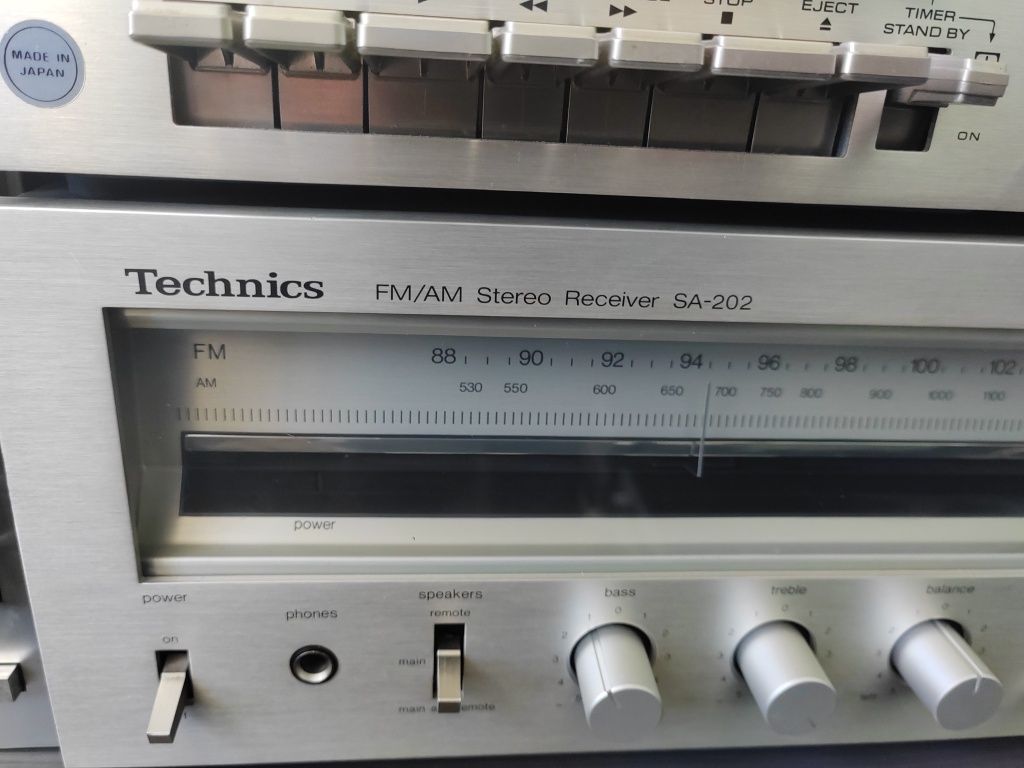 STOP
EJECT
TIMER
STAND BY
MADE IN
JAPAN
ON
Technics FM/AM Stereo Receiver SA-202
FM 88 90 92 94 96 98 100 102
AM 530 550 600 650 700 750 800 900 1000 1100
power
power phones speakers bass treble balance
on remote
main
main
remote